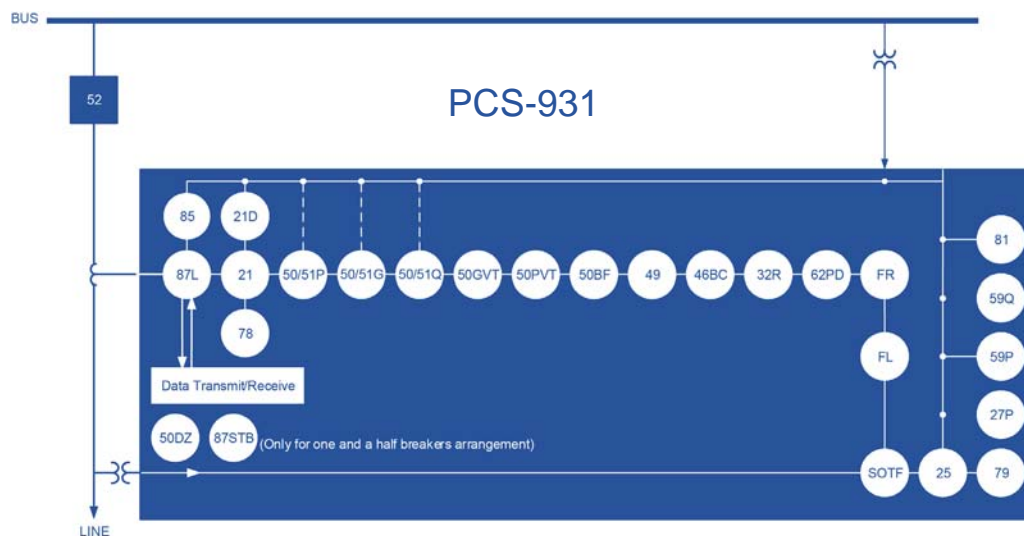 BUS
52
PCS-931
85
21D
81
87L
21
50/51P
50/51G
50/51Q
50GVT
50PVT
50BF
49
46BC
32R
62PD
FR
59Q
78
FL
59P
Data Transmit/Receive
27P
50DZ
87STB
(Only for one and a half breakers arrangement)
SOTF
25
79
LINE